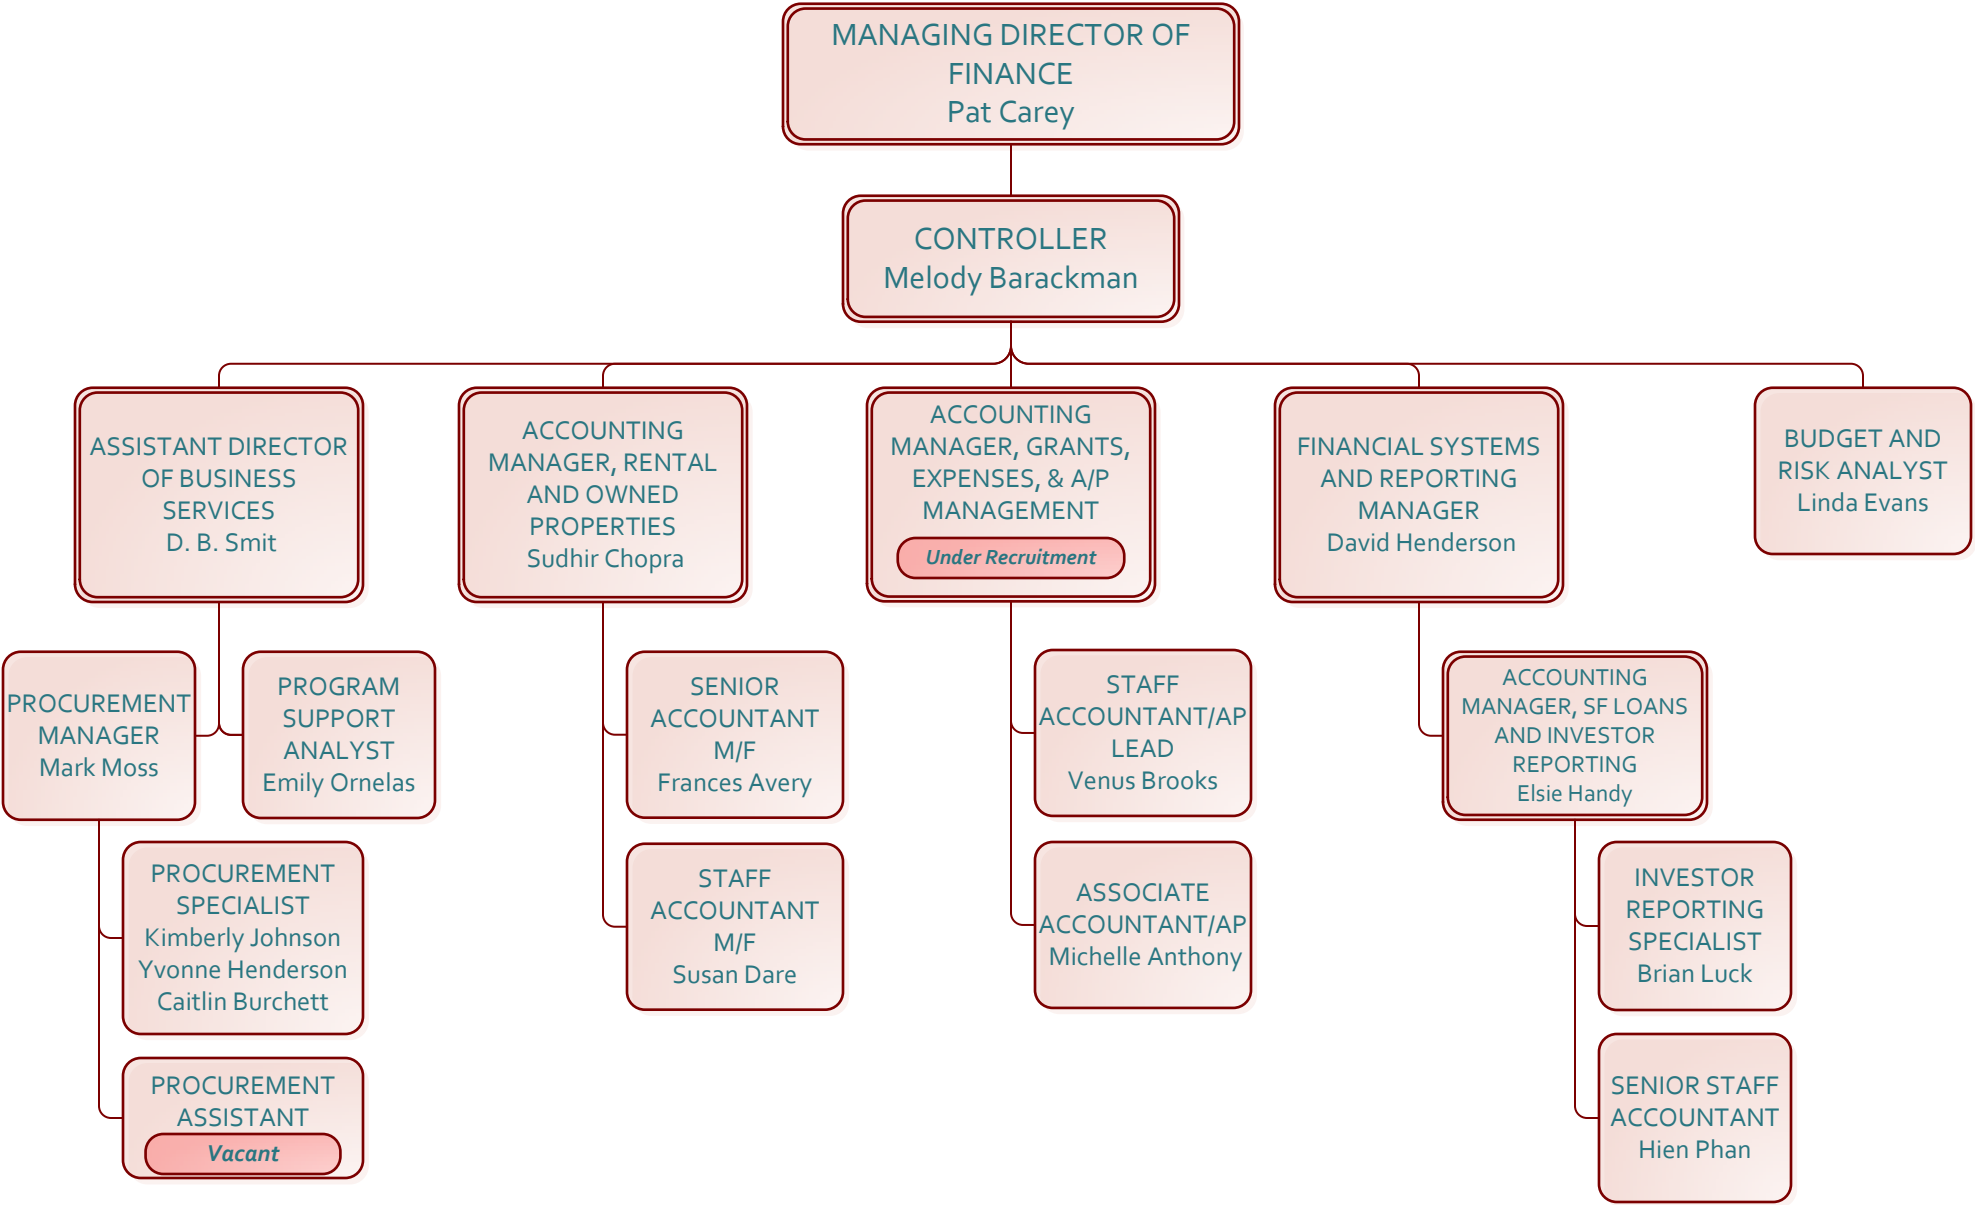 MANAGING DIRECTOR OF
FINANCE
Pat Carey
CONTROLLER
Melody Barackman
ASSISTANT DIRECTOR
OF BUSINESS
SERVICES
D. B. Smit
ACCOUNTING
MANAGER, RENTAL
AND OWNED
PROPERTIES
Sudhir Chopra
ACCOUNTING
MANAGER, GRANTS,
EXPENSES, & A/P
MANAGEMENT
Under Recruitment
FINANCIAL SYSTEMS
AND REPORTING
MANAGER
David Henderson
BUDGET AND
RISK ANALYST
Linda Evans
PROCUREMENT
MANAGER
Mark Moss
PROGRAM
SUPPORT
ANALYST
Emily Ornelas
SENIOR
ACCOUNTANT
M/F
Frances Avery
STAFF
ACCOUNTANT/AP
LEAD
Venus Brooks
ACCOUNTING
MANAGER, SF LOANS
AND INVESTOR
REPORTING
Elsie Handy
PROCUREMENT
SPECIALIST
Kimberly Johnson
Yvonne Henderson
Caitlin Burchett
STAFF
ACCOUNTANT
M/F
Susan Dare
ASSOCIATE
ACCOUNTANT/AP
Michelle Anthony
INVESTOR
REPORTING
SPECIALIST
Brian Luck
PROCUREMENT
ASSISTANT
Vacant
SENIOR STAFF
ACCOUNTANT
Hien Phan